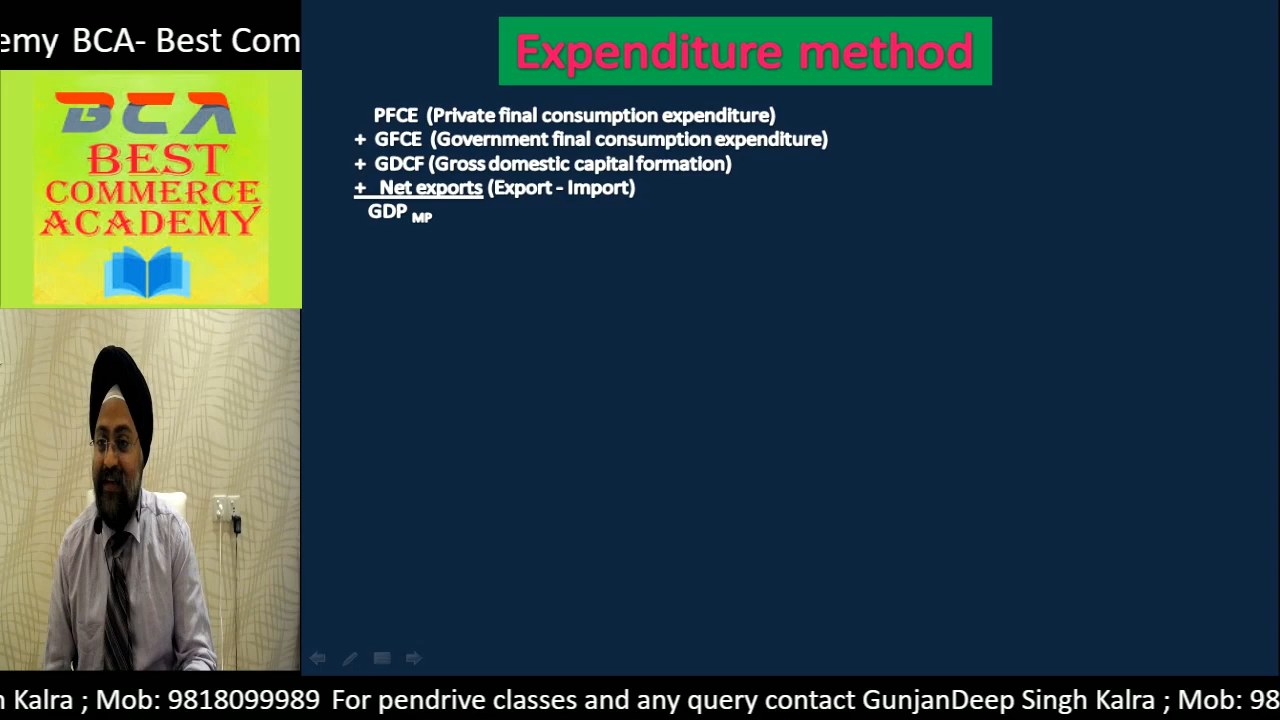 emy BCA- Best Com
BCA
BEST
COMMERCE
ACADEMY
Expenditure method
PFCE (Private final consumption expenditure)
+ GFCE (Government final consumption expenditure)
+ GDCF (Gross domestic capital formation)
+ Net exports (Export - Import)
GDP MP
h Kalra ; Mob: 9818099989 For pendrive classes and any query contact GunjanDeep Singh Kalra ; Mob: 98